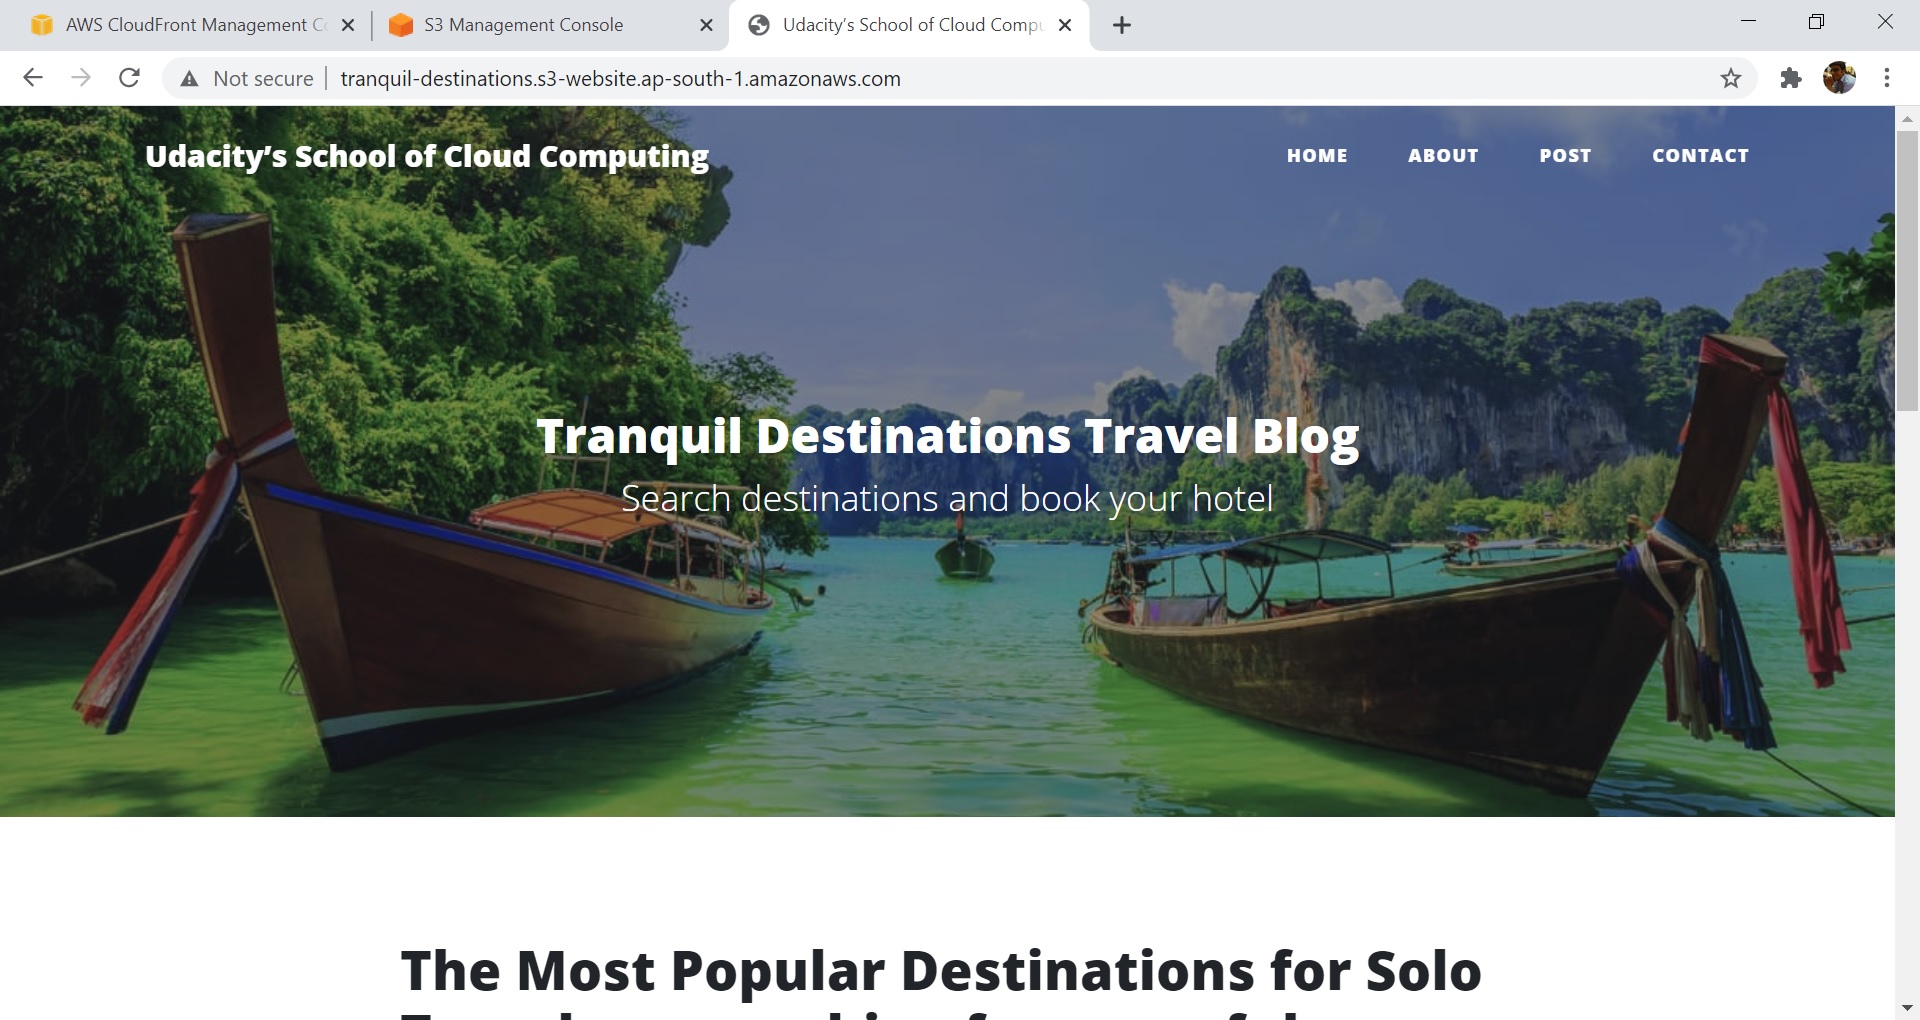 AWS CloudFront Management Co
S3 Management Console
Udacity’s School of Cloud Compu
Not secure
tranquil-destinations.s3-website.ap-south-1.amazonaws.com
Udacity’s School of Cloud Computing
HOME
ABOUT
POST
CONTACT
Tranquil Destinations Travel Blog
Search destinations and book your hotel
The Most Popular Destinations for Solo